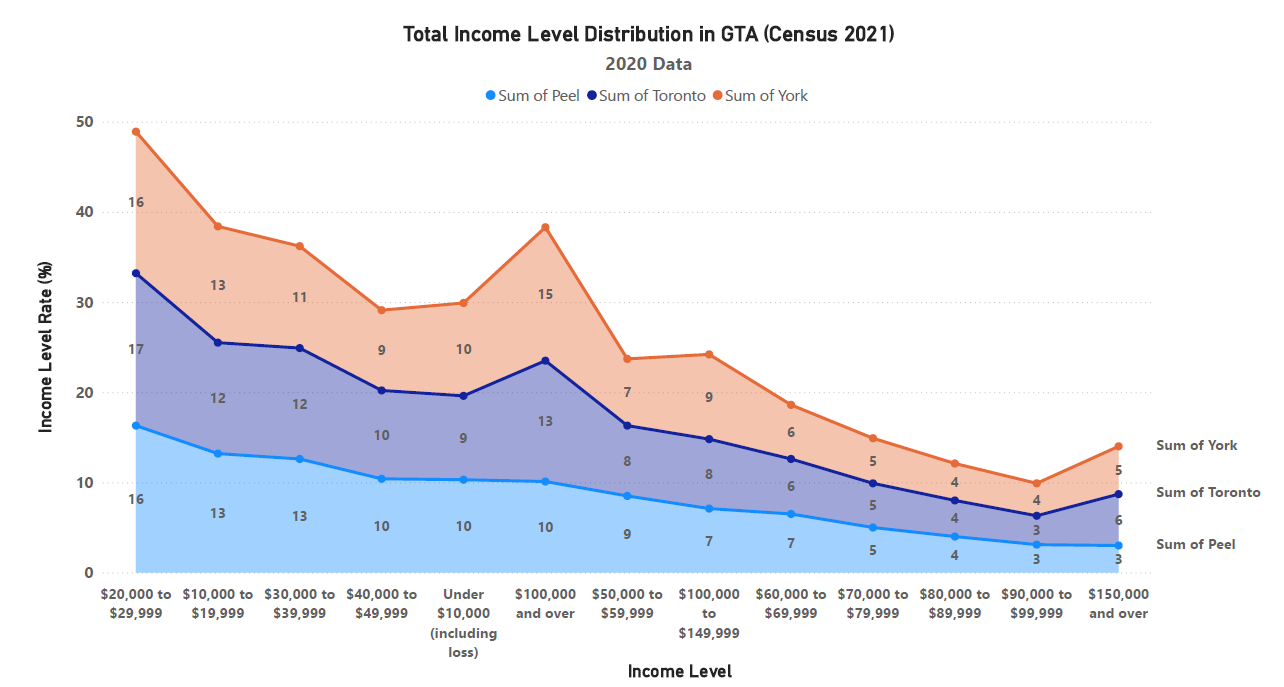 Total Income Level Distribution in GTA (Census 2021)
2020 Data
Sum of Peel Sum of Toronto Sum of York
50
40
30
20
10
0
Income Level Rate (%)
16
13
11
9
10
15
7
9
6
5
4
4
5
17
12
12
10
9
13
8
8
6
5
4
3
6
16
13
13
10
10
10
9
7
7
5
4
3
3
Sum of York
Sum of Toronto
Sum of Peel
$20,000 to
$29,999
$10,000 to
$19,999
$30,000 to
$39,999
$40,000 to
$49,999
Under
$10,000
(including
loss)
$100,000
and over
$50,000 to
$59,999
$100,000
to
$149,999
$60,000 to
$69,999
$70,000 to
$79,999
$80,000 to
$89,999
$90,000 to
$99,999
$150,000
and over
Income Level